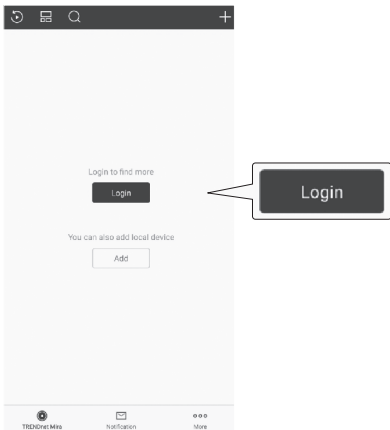 Login to find more
Login
Login
You can also add local device
Add
TRENDnet Mira
Notification
More